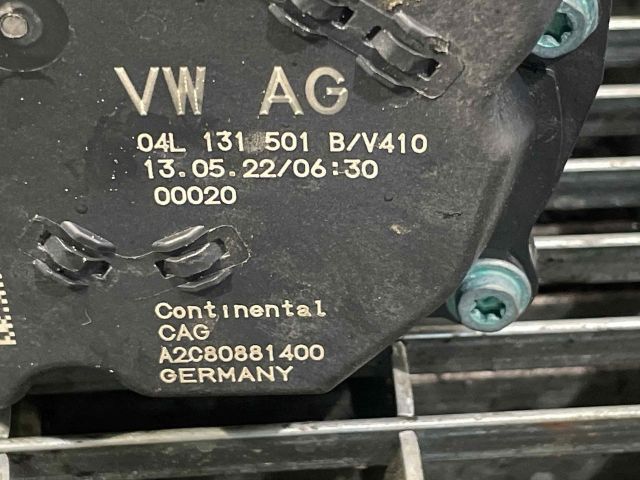 VW AG
04L 131 501 B/V410
13.05.22/06:30
00020
Continental
CAG
A2C80881400
GERMANY